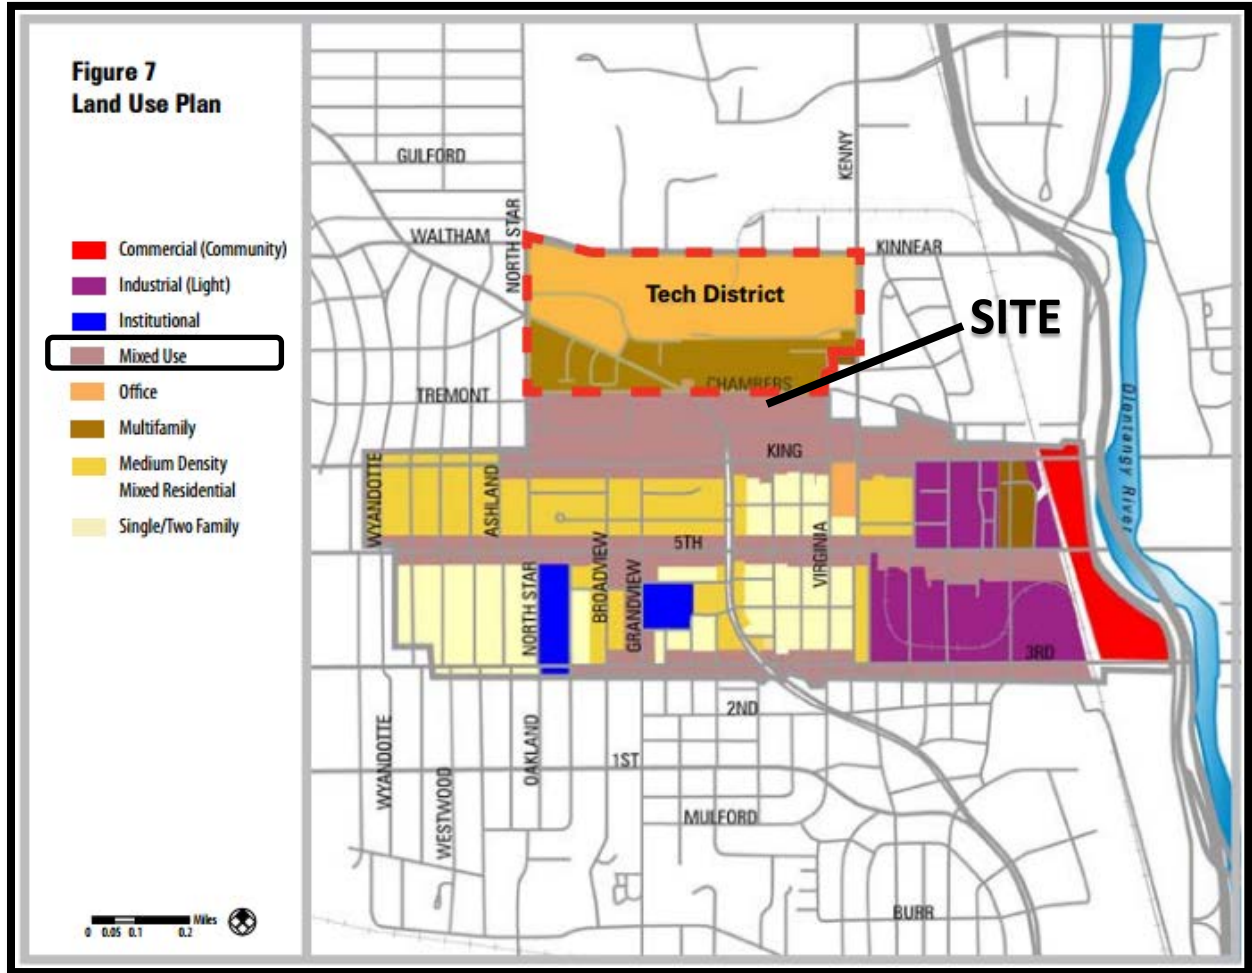 Figure 7
Land Use Plan
Commercial (Community)
Industrial (Light)
Institutional
Mixed Use
Office
Multifamily
Medium Density
Mixed Residential
Single/Two Family
0 0.05 0.1 0.2 Miles
GULFORD
KENNY
NORTH STAR
WALTHAM
KINNEAR
Tech District
SITE
CHAMBERS
TREMONT
Olentangy River
KING
WYANDOTTE
ASHLAND
5TH
VIRGINIA
BROADVIEW
NORTH STAR
GRANDVIEW
3RD
2ND
WYANDOTTE
OAKLAND
1ST
WESTWOOD
MULFORD
BURR